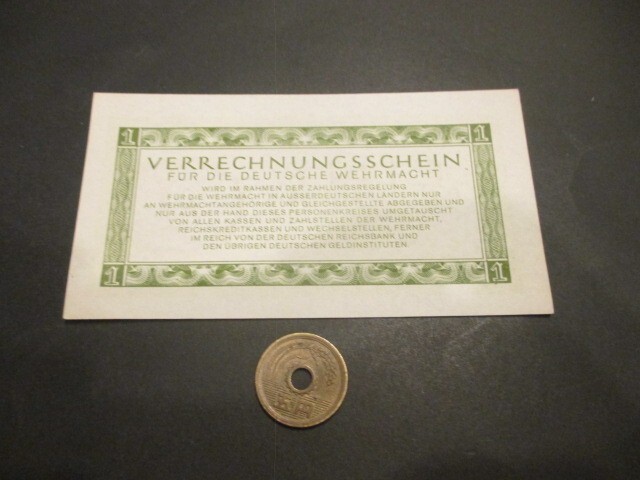 1 1
VERRECHNUNGSSCHEIN
FÜR DIE DEUTSCHE WEHRMACHT
WIRD IM RAHMEN DER ZAHLUNGSREGELUNG
FÜR DIE WEHRMACHT IN AUSSERDEUTSCHEN LÄNDERN NUR
AN WEHRMACHTANGEHÖRIGE UND GLEICHGESTELLTE ABGEGEBEN UND
NUR AUS DER HAND DIESES PERSONENKREISES UMGETAUSCHT
VON ALLEN KASSEN UND ZAHLSTELLEN DER WEHRMACHT,
REICHSKREDITKASSEN UND WECHSELSTELLEN, FERNER
IM REICH VON DER DEUTSCHEN REICHSBANK UND
DEN ÜBRIGEN DEUTSCHEN GELDINSTITUTEN.
1 1